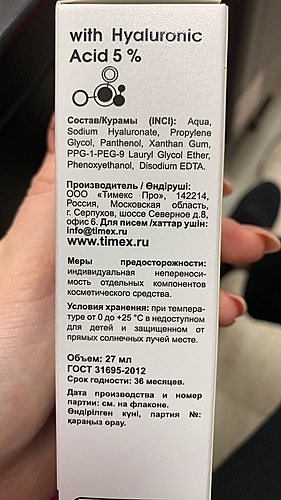 with Hyaluronic
Acid 5 %
Состав/Курамы (INCI): Aqua,
Sodium Hyaluronate, Propylene
Glycol, Panthenol, Xanthan Gum,
PPG-1-PEG-9 Lauryl Glycol Ether,
Phenoxyethanol, Disodium EDTA.
Производитель / Өндіруші:
ООО «Тимекс Про», 142214,
Россия, Московская область,
г. Серпухов, шоссе Северное д.8,
офис 6. Для писем /хаттар үшін:
info@timex.ru
www.timex.ru
Меры предосторожности:
индивидуальная непереноси-
мость отдельных компонентов
косметического средства.
Условия хранения: при темпера-
туре от 0 до +25 °С в недоступном
для детей и защищенном от
прямых солнечных лучей месте.
Объем: 27 мл
ГОСТ 31695-2012
Срок годности: 36 месяцев.
Дата производства и номер
партии: см. на флаконе.
Өндірілген күні, партия №:
қараңыз орау.